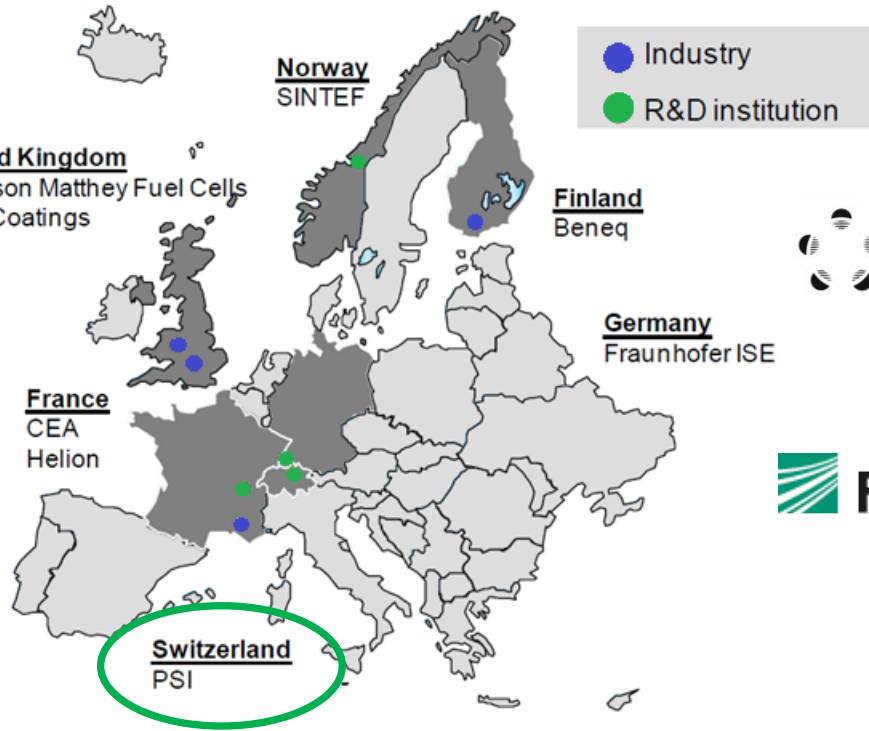 Norway
SINTEF
Industry
R&D institution
d Kingdom
son Matthey Fuel Cells
Coatings
Finland
Beneq
Germany
Fraunhofer ISE
France
CEA
Helion
Switzerland
PSI